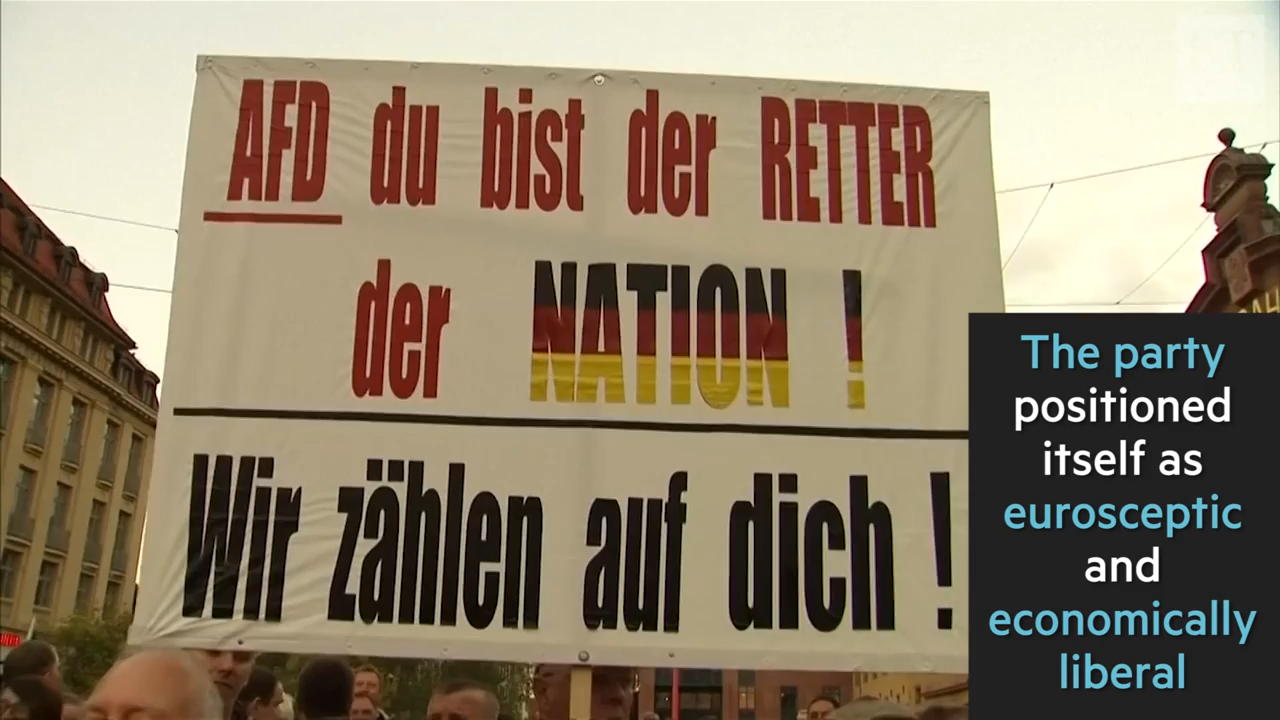 AFD du bist der RETTER
der NATION !
Wir zählen auf dich !
FT
The party
positioned
itself as
eurosceptic
and
economically
liberal